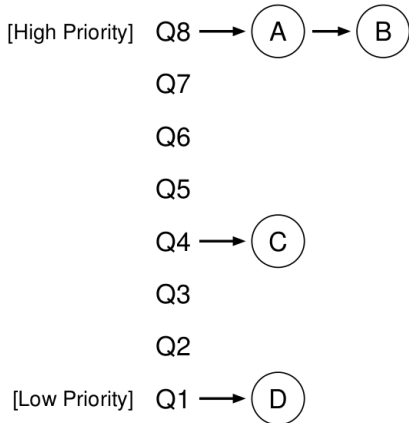 [High Priority] Q8 A B
Q7
Q6
Q5
Q4 C
Q3
Q2
[Low Priority] Q1 D